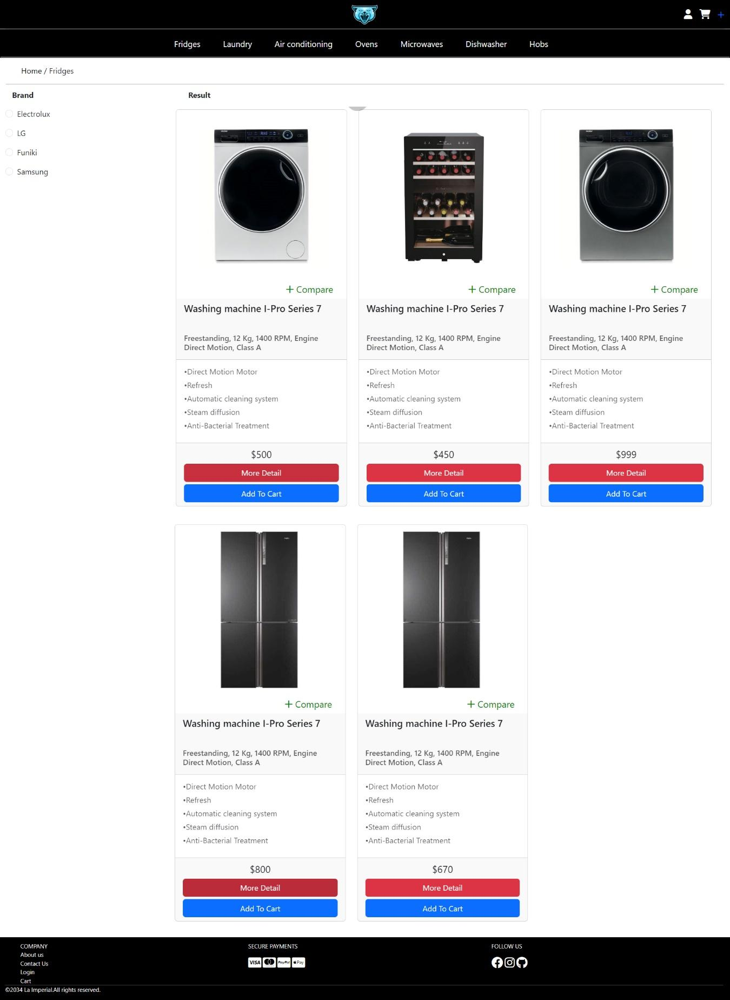 Fridges Laundry Air conditioning Ovens Microwaves Dishwasher Hobs
Home / Fridges
Brand
Electrolux
LG
Funiki
Samsung
Result
Haier
Haier
+ Compare
+ Compare
+ Compare
Washing machine I-Pro Series 7
Washing machine I-Pro Series 7
Washing machine I-Pro Series 7
Freestanding, 12 Kg, 1400 RPM, Engine
Direct Motion, Class A
Freestanding, 12 Kg, 1400 RPM, Engine
Direct Motion, Class A
Freestanding, 12 Kg, 1400 RPM, Engine
Direct Motion, Class A
•Direct Motion Motor
•Refresh
•Automatic cleaning system
•Steam diffusion
•Anti-Bacterial Treatment
•Direct Motion Motor
•Refresh
•Automatic cleaning system
•Steam diffusion
•Anti-Bacterial Treatment
•Direct Motion Motor
•Refresh
•Automatic cleaning system
•Steam diffusion
•Anti-Bacterial Treatment
$500
More Detail
Add To Cart
$450
More Detail
Add To Cart
$999
More Detail
Add To Cart
+ Compare
+ Compare
Washing machine I-Pro Series 7
Washing machine I-Pro Series 7
Freestanding, 12 Kg, 1400 RPM, Engine
Direct Motion, Class A
Freestanding, 12 Kg, 1400 RPM, Engine
Direct Motion, Class A
•Direct Motion Motor
•Refresh
•Automatic cleaning system
•Steam diffusion
•Anti-Bacterial Treatment
•Direct Motion Motor
•Refresh
•Automatic cleaning system
•Steam diffusion
•Anti-Bacterial Treatment
$800
More Detail
Add To Cart
$670
More Detail
Add To Cart
COMPANY
About us
Contact Us
Login
Cart
SECURE PAYMENTS
VISA PayPal Pay
FOLLOW US
©2034 La Imperial.All rights reserved.